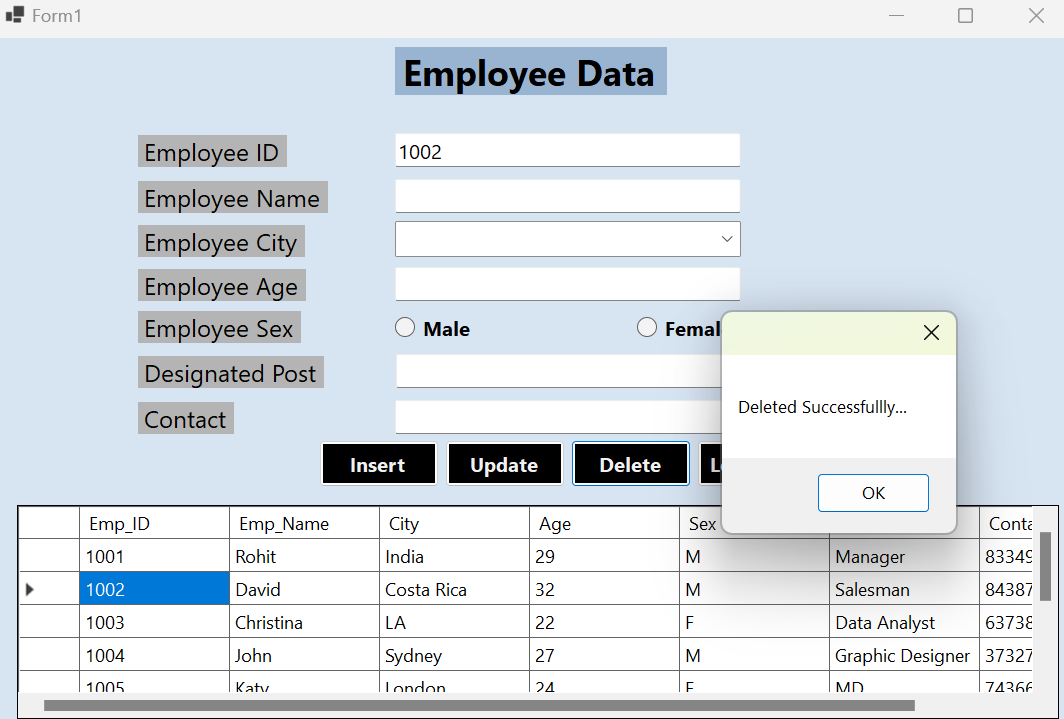 Form1
Employee Data
Employee ID 1002
Employee Name
Employee City
Employee Age
Employee Sex Male Femal
Designated Post
Contact
Deleted Successfullly...
OK
Insert Update Delete
Emp_ID Emp_Name City Age Sex Conta
1001 Rohit India 29 M Manager 83349
1002 David Costa Rica 32 M Salesman 84387
1003 Christina LA 22 F Data Analyst 63738
1004 John Sydney 27 M Graphic Designer 37327
1005 Katy London 24 F MD 74366